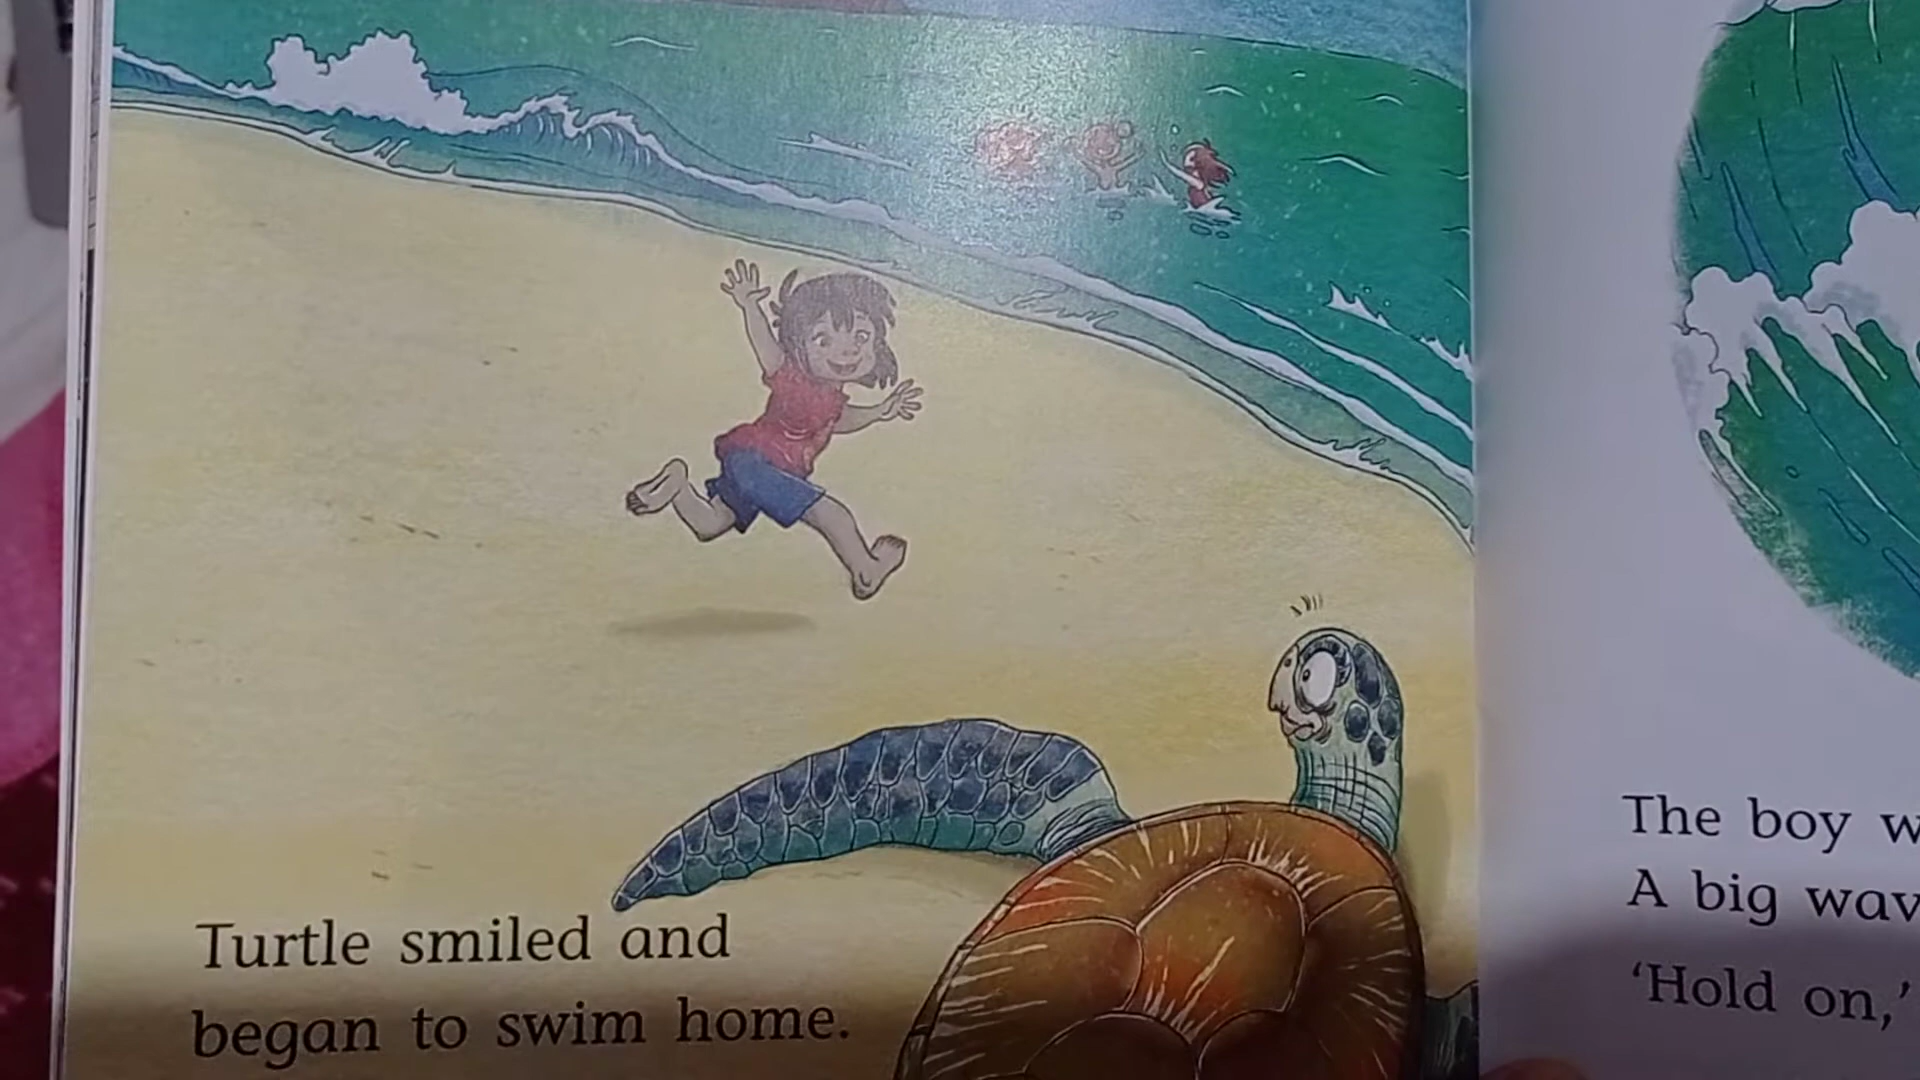 Turtle smiled and
began to swim home.
The boy
A big
‘Hold on,’